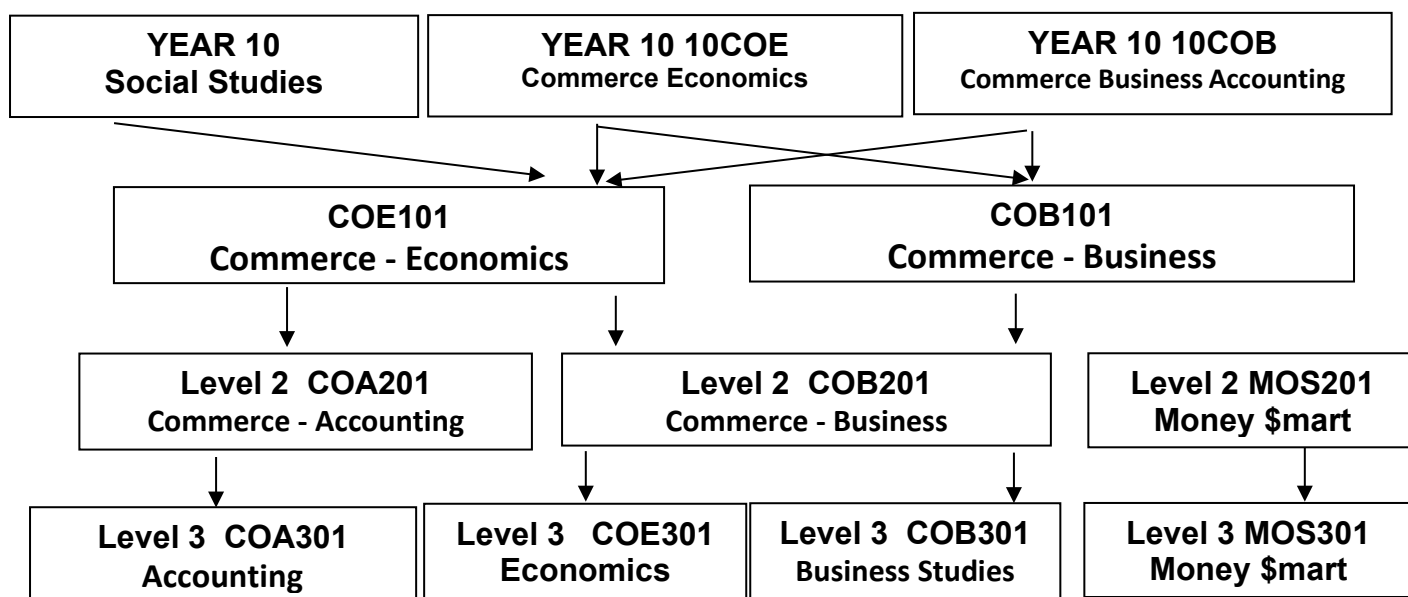 YEAR 10
Social Studies
YEAR 10 10COE
Commerce Economics
YEAR 10 10COB
Commerce Business Accounting
COE101
Commerce - Economics
COB101
Commerce - Business
Level 2 COA201
Commerce - Accounting
Level 2 COB201
Commerce - Business
Level 2 MOS201
Money $mart
Level 3 COA301
Accounting
Level 3 COE301
Economics
Level 3 COB301
Business Studies
Level 3 MOS301
Money $mart